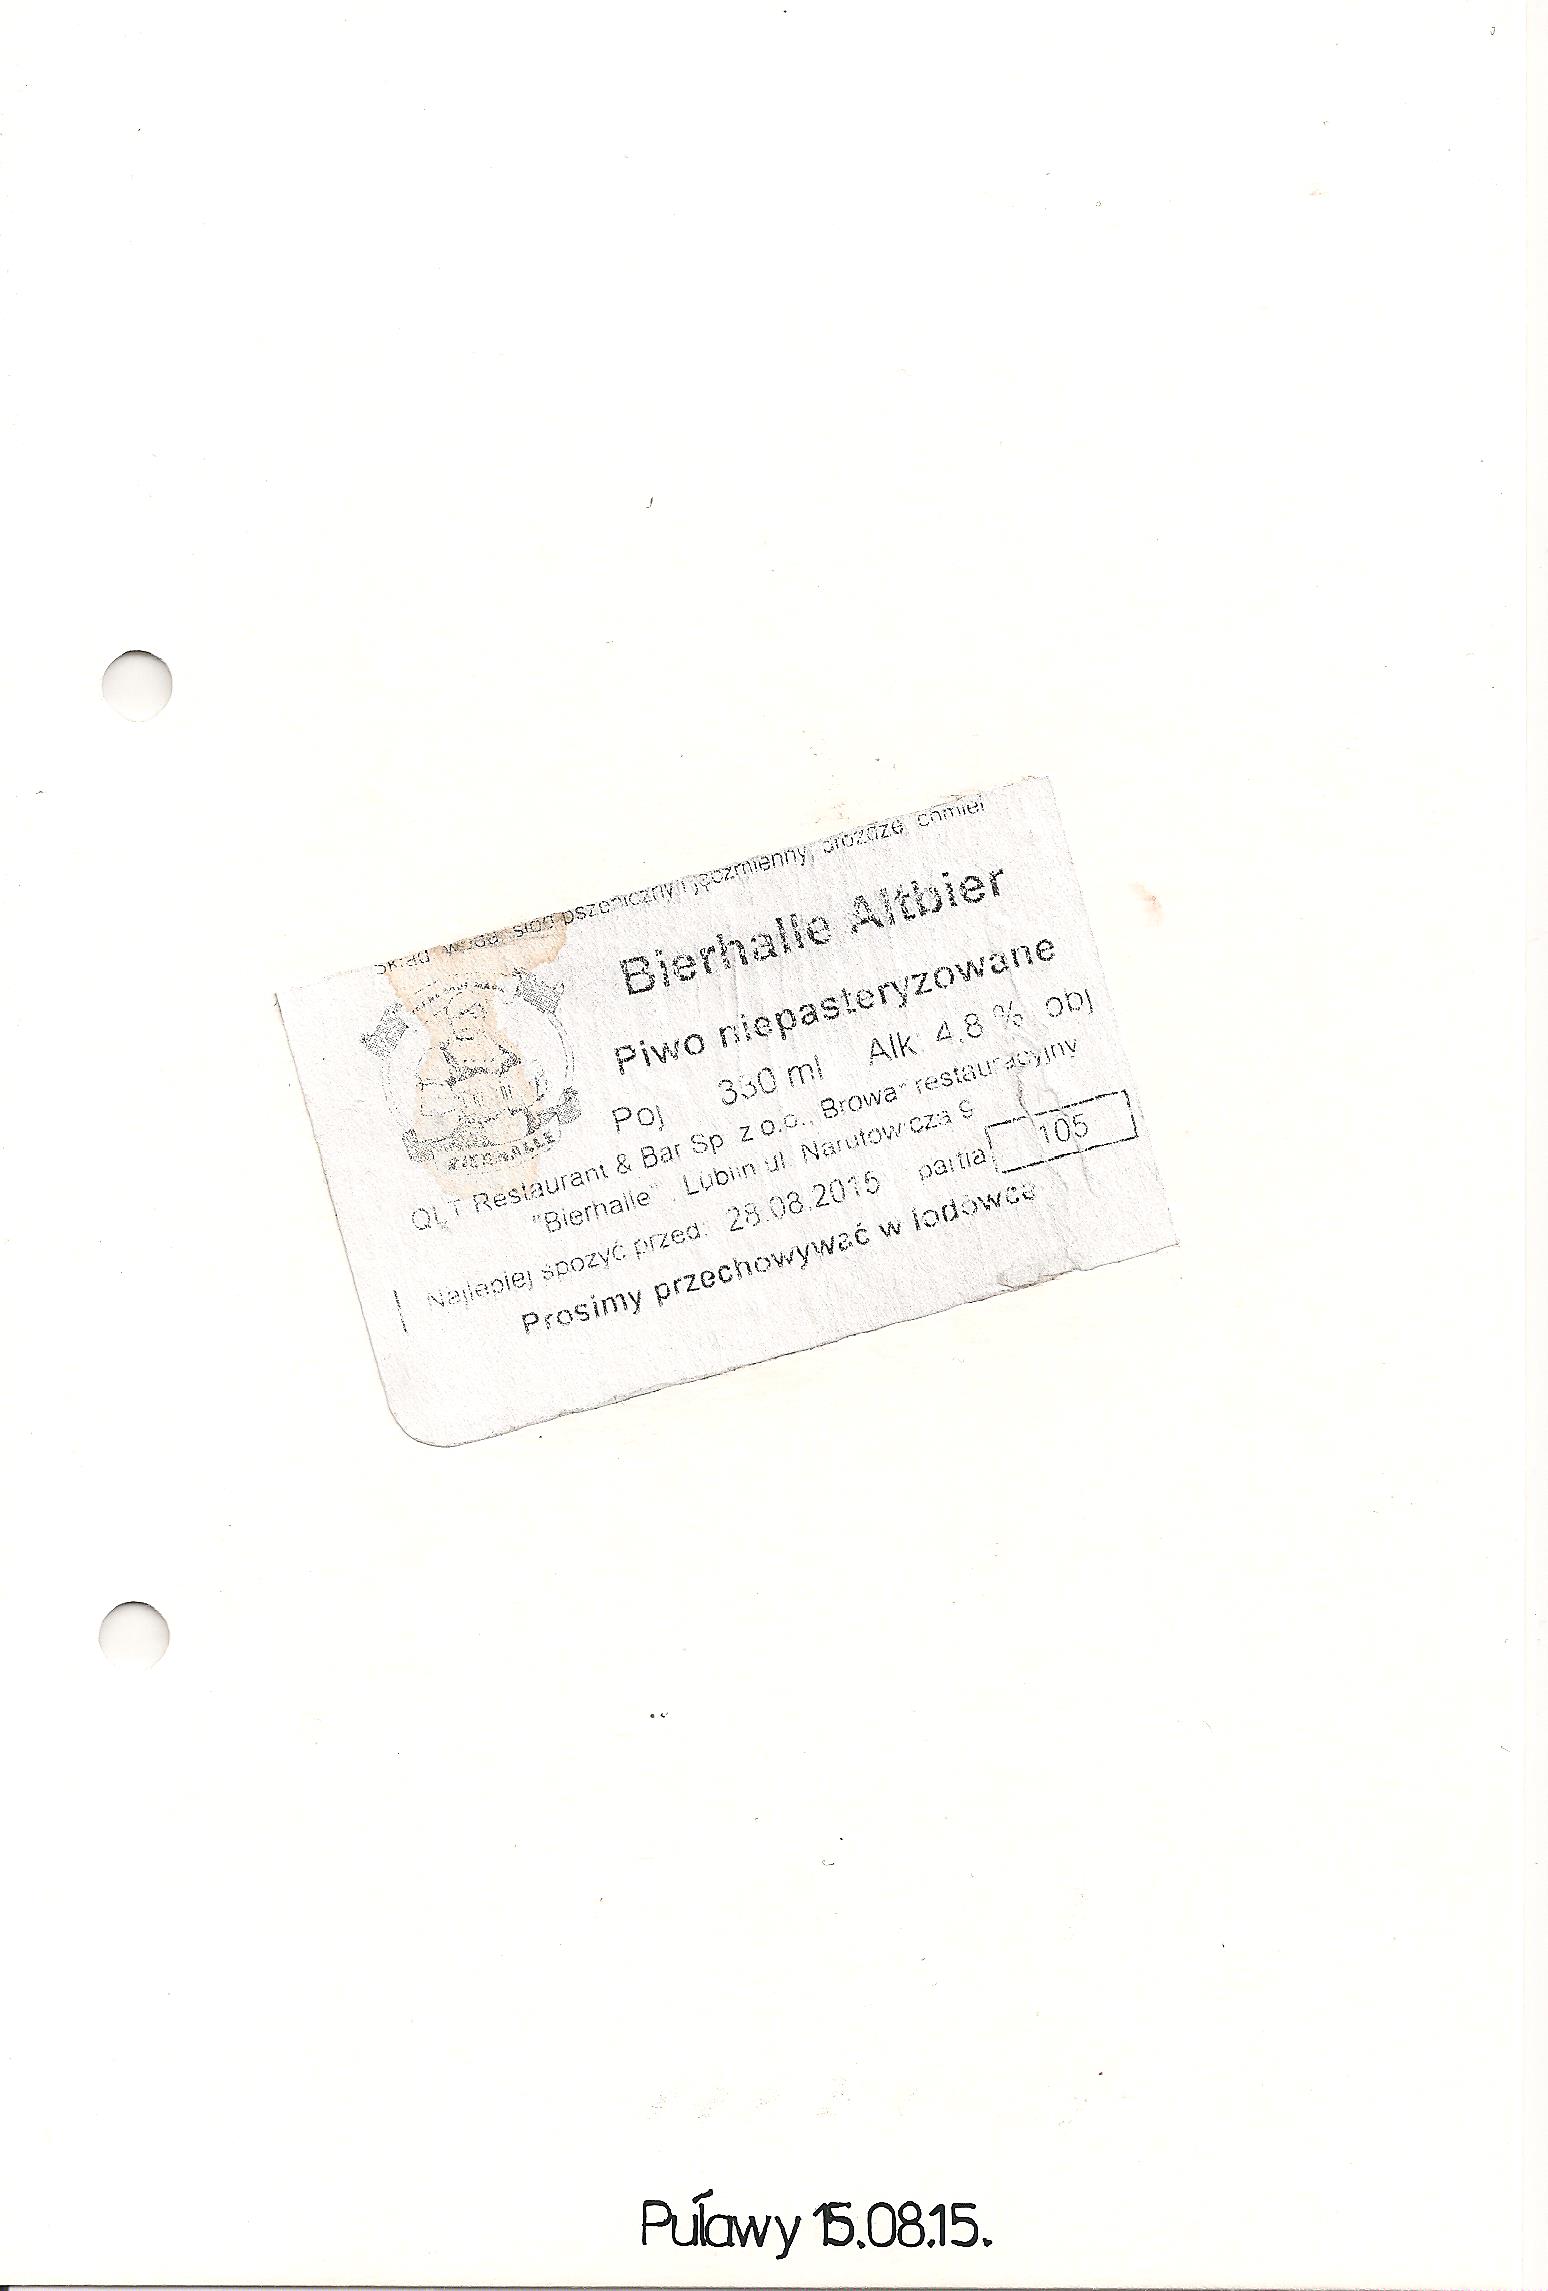 Skład woda słód pszeniczny i jęczmienny, drożdże chmiel
Bierhalle Altbier
Piwo niepasteryzowane
Poj 330 ml Alk 4,8 % obj
QLT Restaurant & Bar Sp z o.o., Browar restauracyjny
"Bierhalle" , Lublin ul Narutowicza 9
Najlepiej spożyć przed: 28.08.2015 partia 105
Prosimy przechowywać w lodówce
BIERHALLE
Puławy 15.08.15.